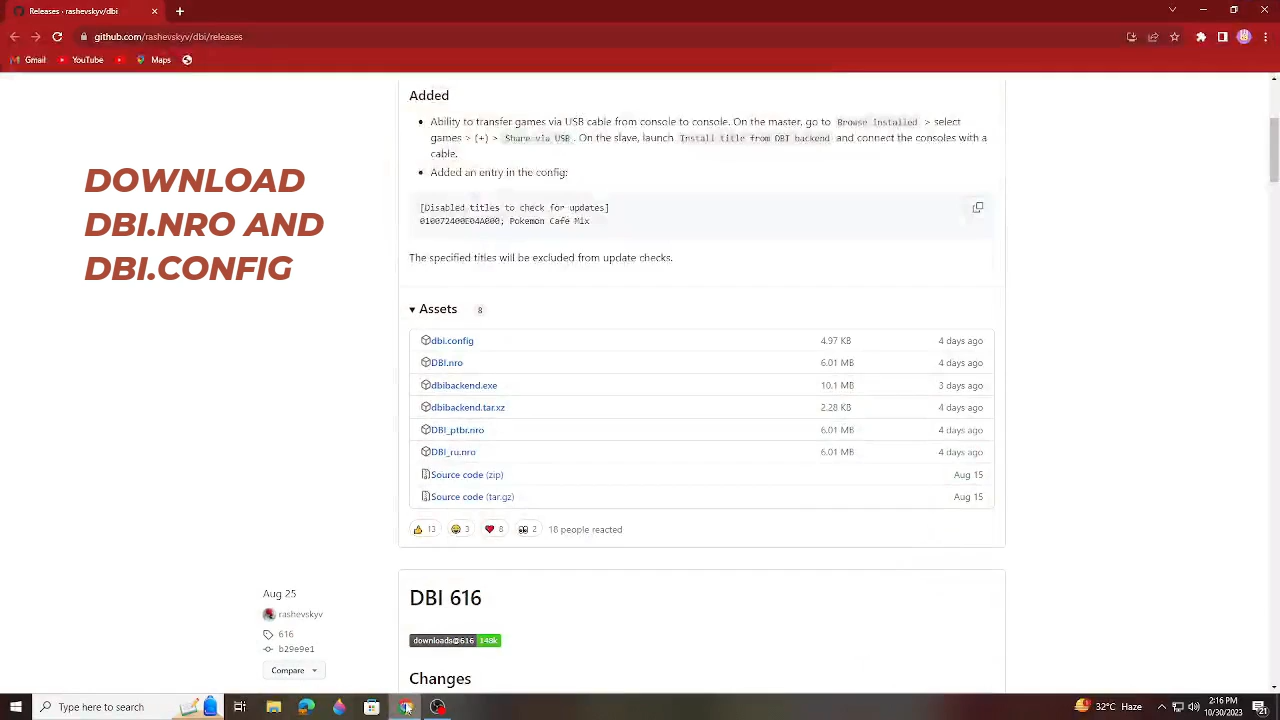 Releases · rashevskyv/dbi
github.com/rashevskyv/dbi/releases
Gmail
YouTube
Maps
DOWNLOAD
DBI.NRO AND
DBI.CONFIG
Added
Ability to transfer games via USB cable from console to console. On the master, go to Browse installed > select
games > (+) > Share via USB. On the slave, launch Install title from DBI backend and connect the consoles with a
cable.
Added an entry in the config:
[Disabled titles to check for updates]
010072400E04A000; Pokemon Café Mix
The specified titles will be excluded from update checks.
Assets 8
dbi.config 4.97 KB 4 days ago
DBI.nro 6.01 MB 4 days ago
dbibackend.exe 10.1 MB 3 days ago
dbibackend.tar.xz 2.28 KB 4 days ago
DBI_ptbr.nro 6.01 MB 4 days ago
DBI_ru.nro 6.01 MB 4 days ago
Source code (zip) Aug 15
Source code (tar.gz) Aug 15
13 3 8 2 18 people reacted
Aug 25
rashevskyv
616
b29e9e1
Compare
DBI 616
downloads@616 148k
Changes
Type here to search
32°C Haze
2:16 PM
10/30/2023